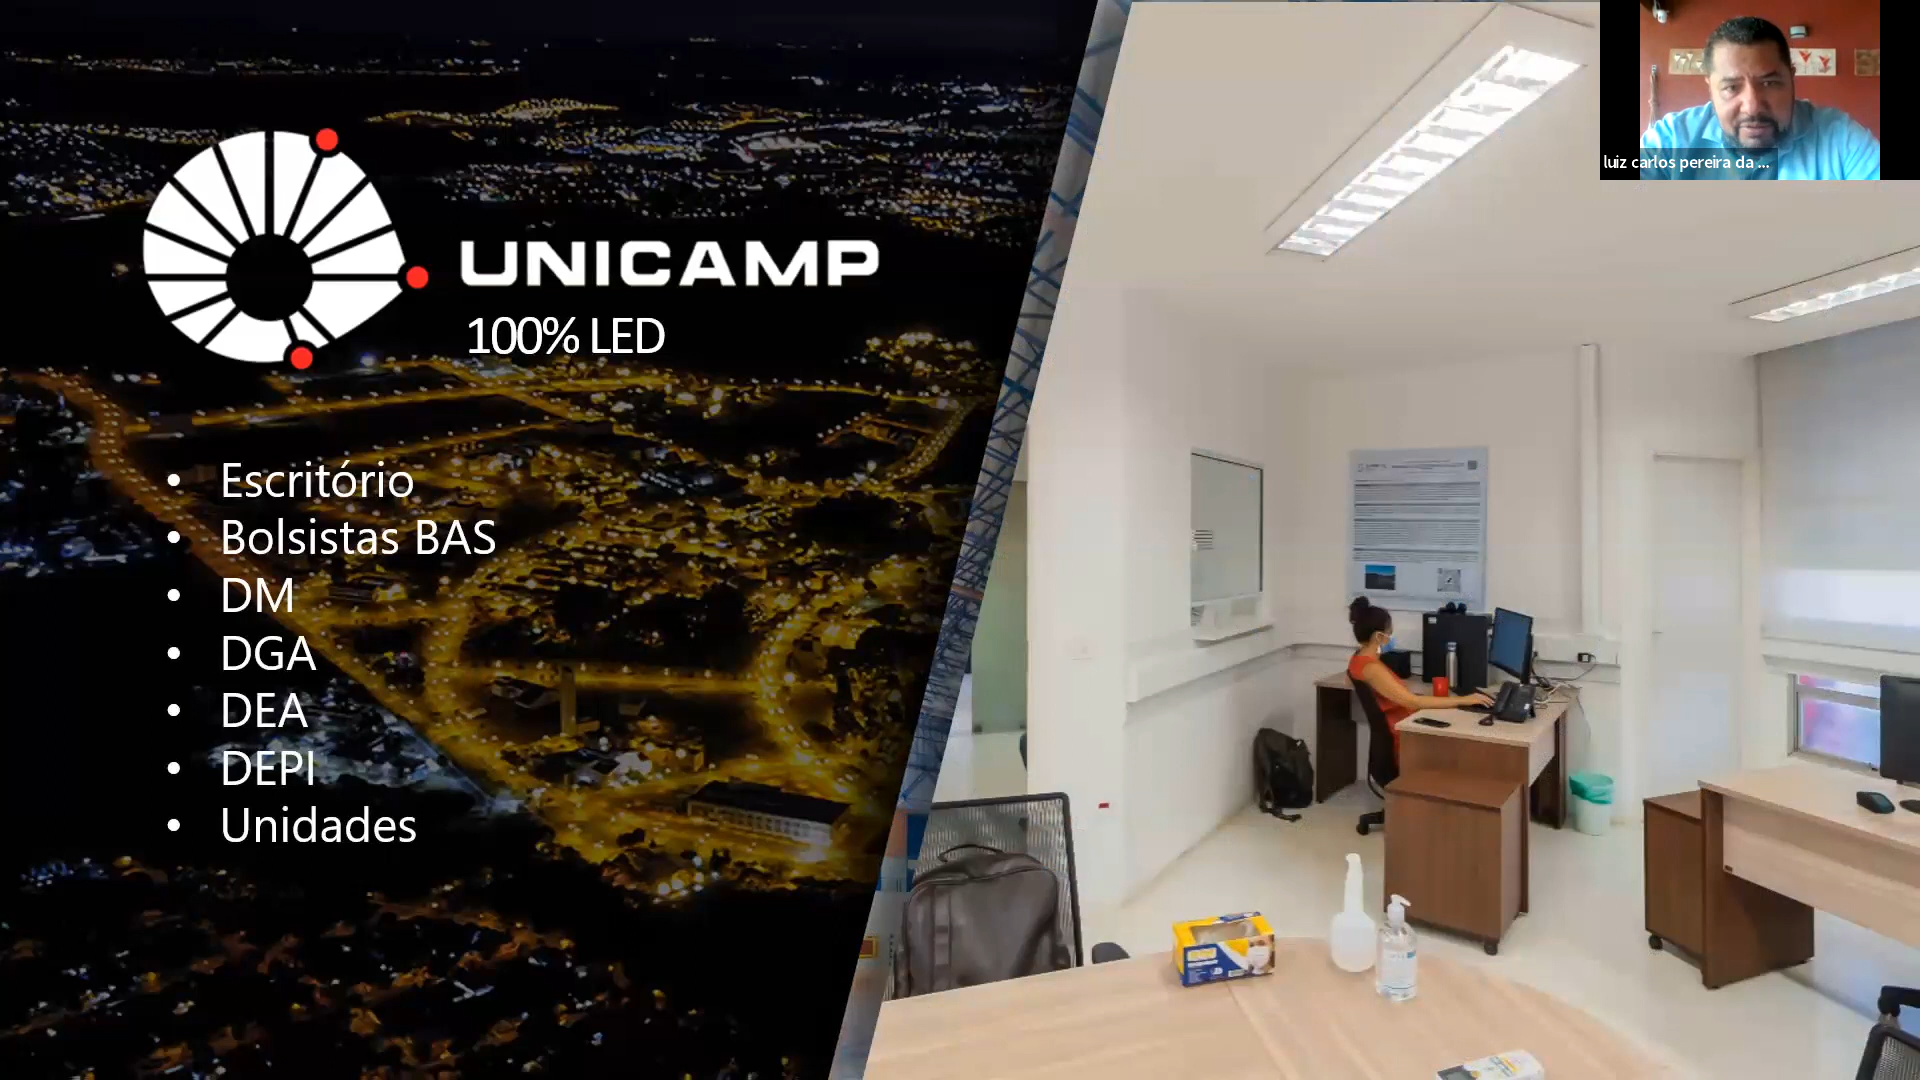 UNICAMP
100% LED
• Escritório
• Bolsistas BAS
• DM
• DGA
• DEA
• DEPI
• Unidades
luiz carlos pereira da ...